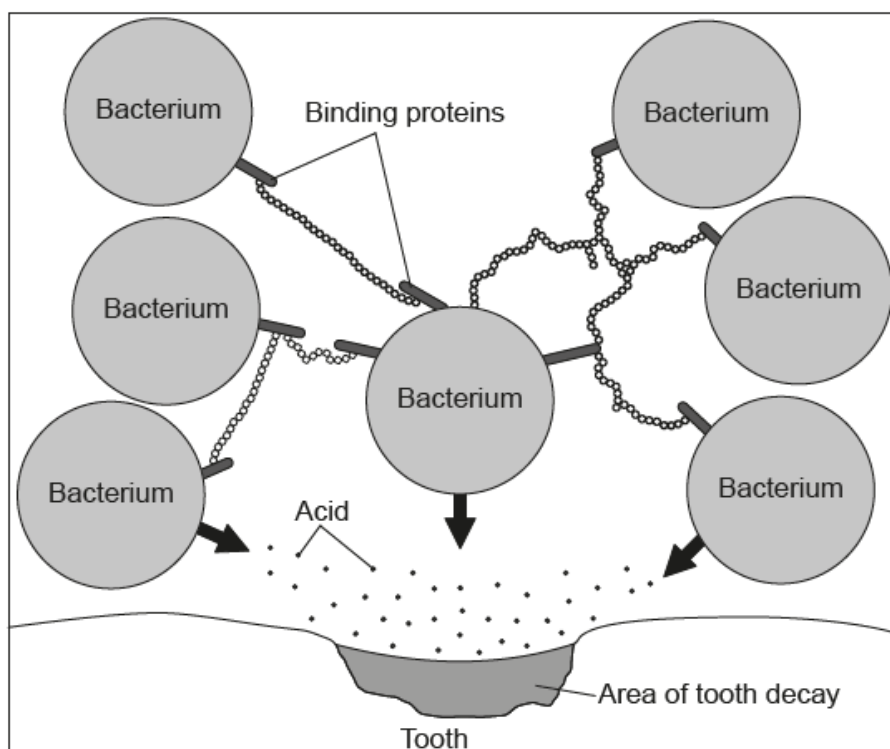 Bacterium
Binding proteins
Bacterium
Bacterium
Bacterium
Bacterium
Bacterium
Bacterium
Acid
Area of tooth decay
Tooth